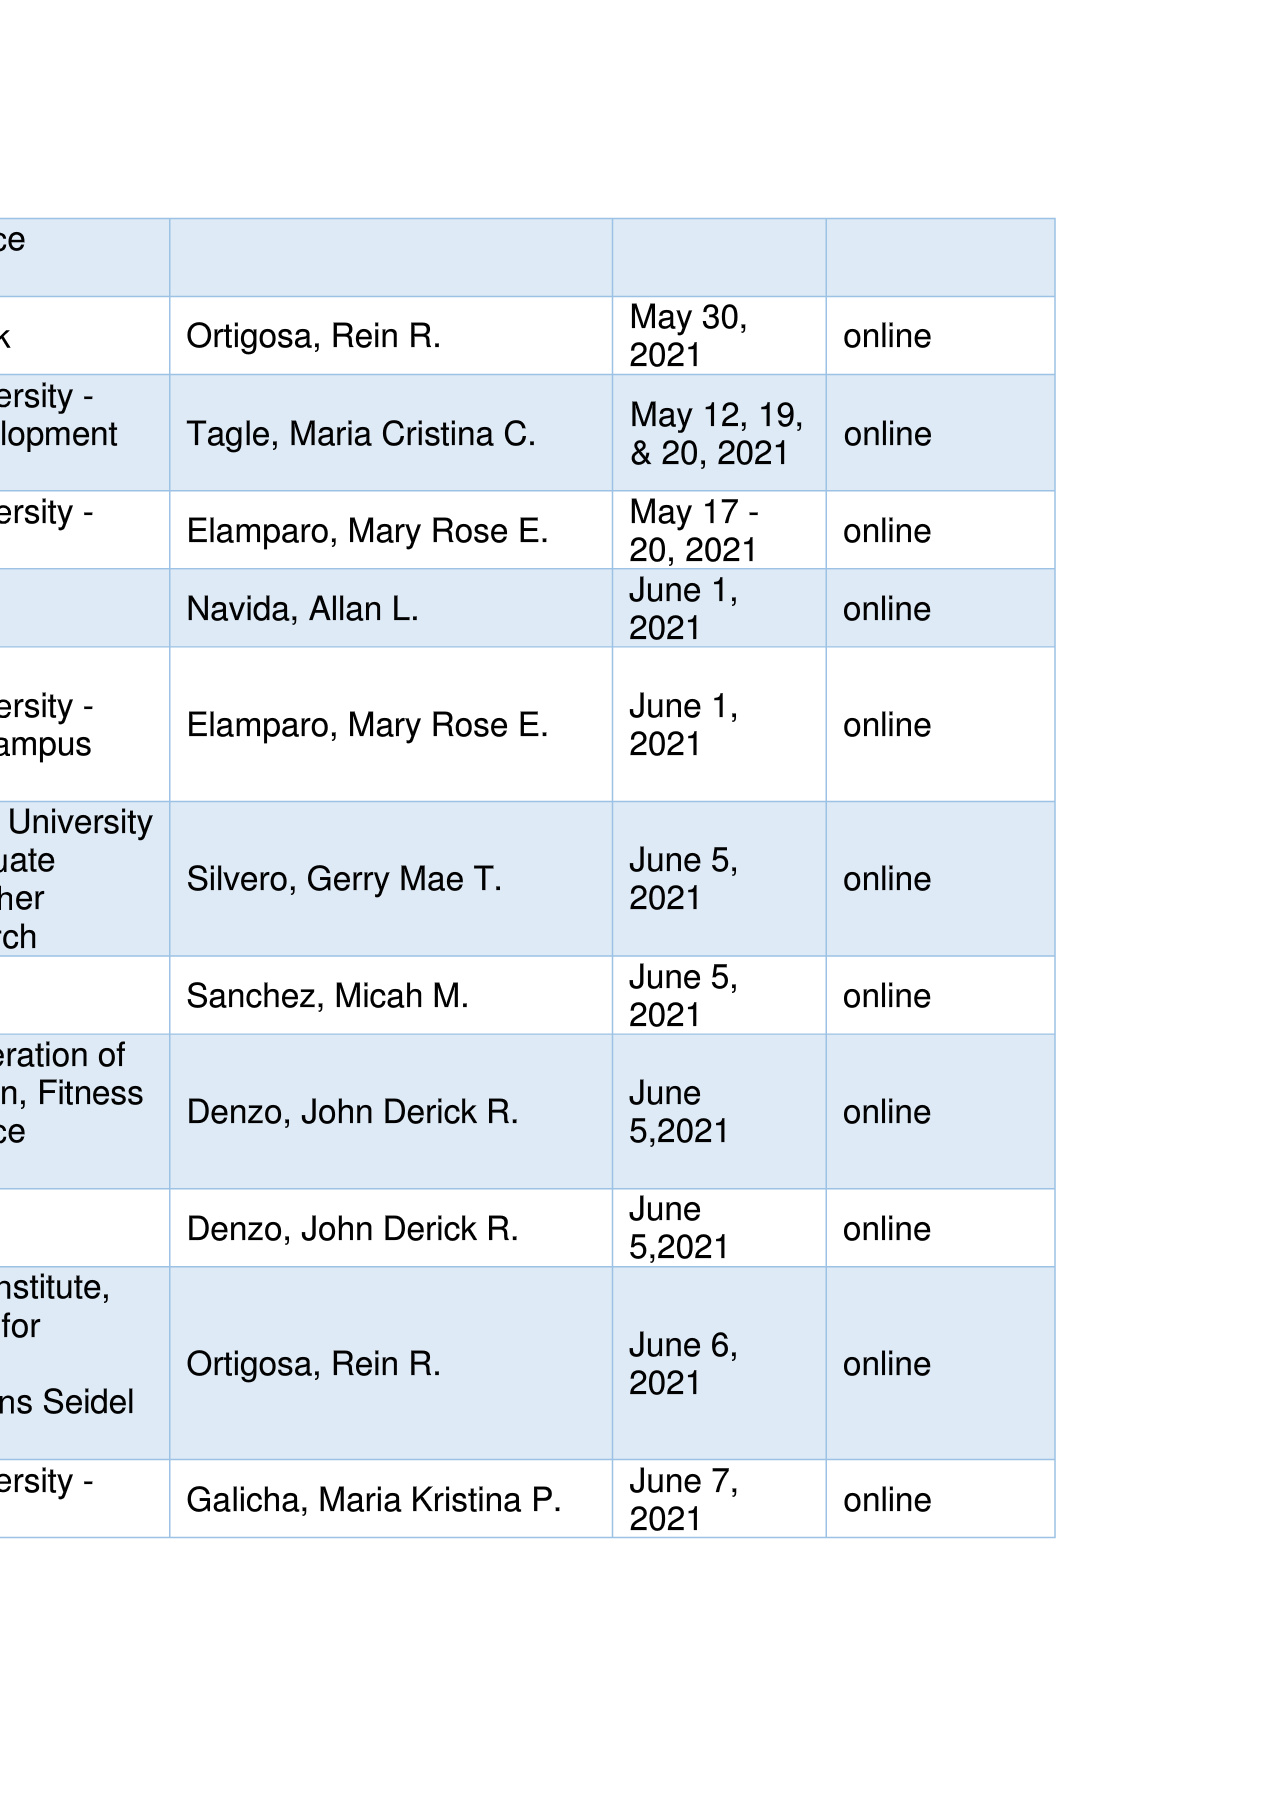 ce
k
Ortigosa, Rein R.
May 30,
2021
online
ersity -
lopment
Tagle, Maria Cristina C.
May 12, 19,
& 20, 2021
online
ersity -
Elamparo, Mary Rose E.
May 17 -
20, 2021
online
Navida, Allan L.
June 1,
2021
online
ersity -
ampus
Elamparo, Mary Rose E.
June 1,
2021
online
University
uate
her
rch
Silvero, Gerry Mae T.
June 5,
2021
online
Sanchez, Micah M.
June 5,
2021
online
eration of
n, Fitness
ce
Denzo, John Derick R.
June
5,2021
online
Denzo, John Derick R.
June
5,2021
online
nstitute,
for
ns Seidel
Ortigosa, Rein R.
June 6,
2021
online
ersity -
Galicha, Maria Kristina P.
June 7,
2021
online